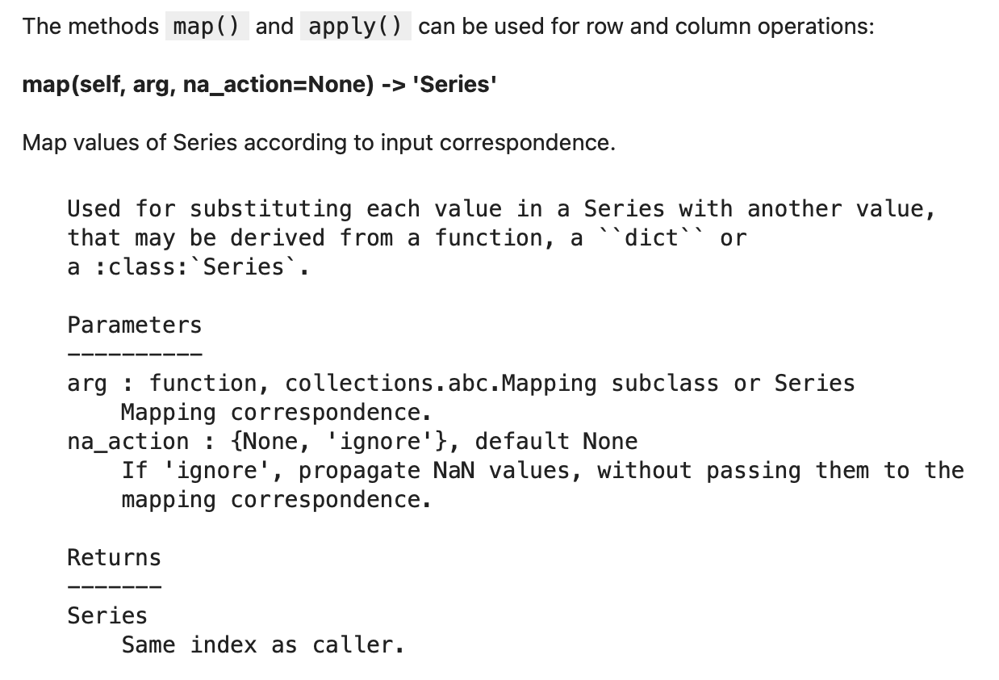 The methods map() and apply() can be used for row and column operations:
map(self, arg, na_action=None) -> 'Series'
Map values of Series according to input correspondence.
Used for substituting each value in a Series with another value,
that may be derived from a function, a ``dict`` or
a :class:`Series`.
Parameters
----------
arg : function, collections.abc.Mapping subclass or Series
Mapping correspondence.
na_action : {None, 'ignore'}, default None
If 'ignore', propagate NaN values, without passing them to the
mapping correspondence.
Returns
-------
Series
Same index as caller.